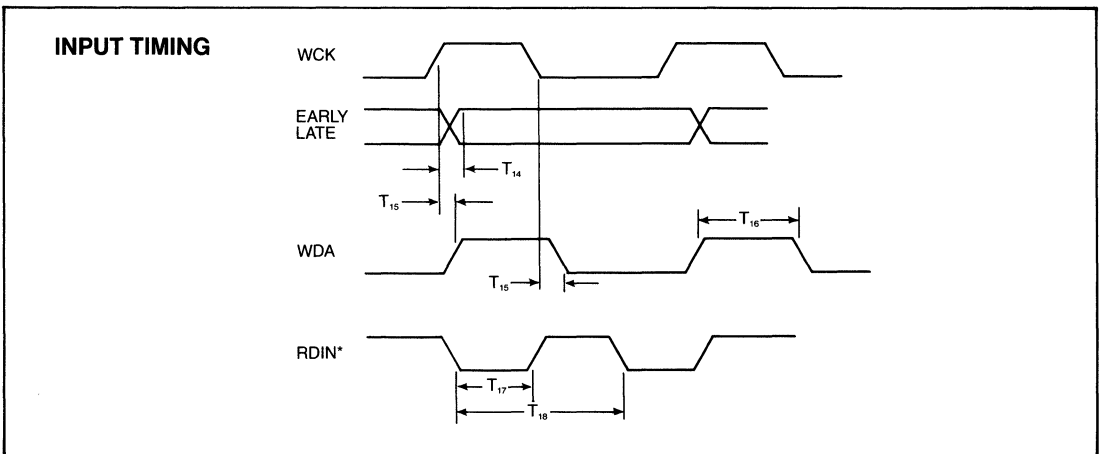 INPUT TIMING
WCK
EARLY
LATE
T₁₄
T₁₅
T₁₆
WDA
T₁₅
RDIN*
T₁₇
T₁₈